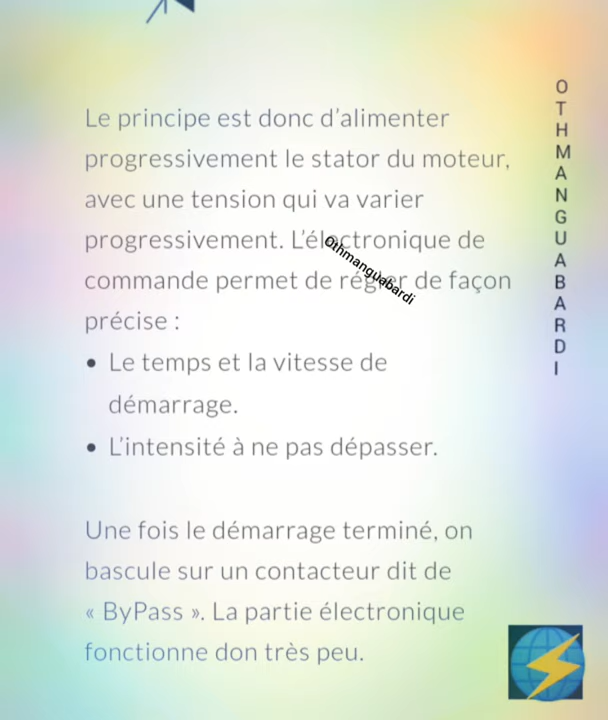 Le principe est donc d'alimenter
progressivement le stator du moteur,
avec une tension qui va varier
progressivement. L'électronique de
commande permet de régler de façon
précise :
• Le temps et la vitesse de
démarrage.
• L'intensité à ne pas dépasser.
Une fois le démarrage terminé, on
bascule sur un contacteur dit de
« ByPass ». La partie électronique
fonctionne don très peu.
Othmanguabardi
OTHMANGUABARDI